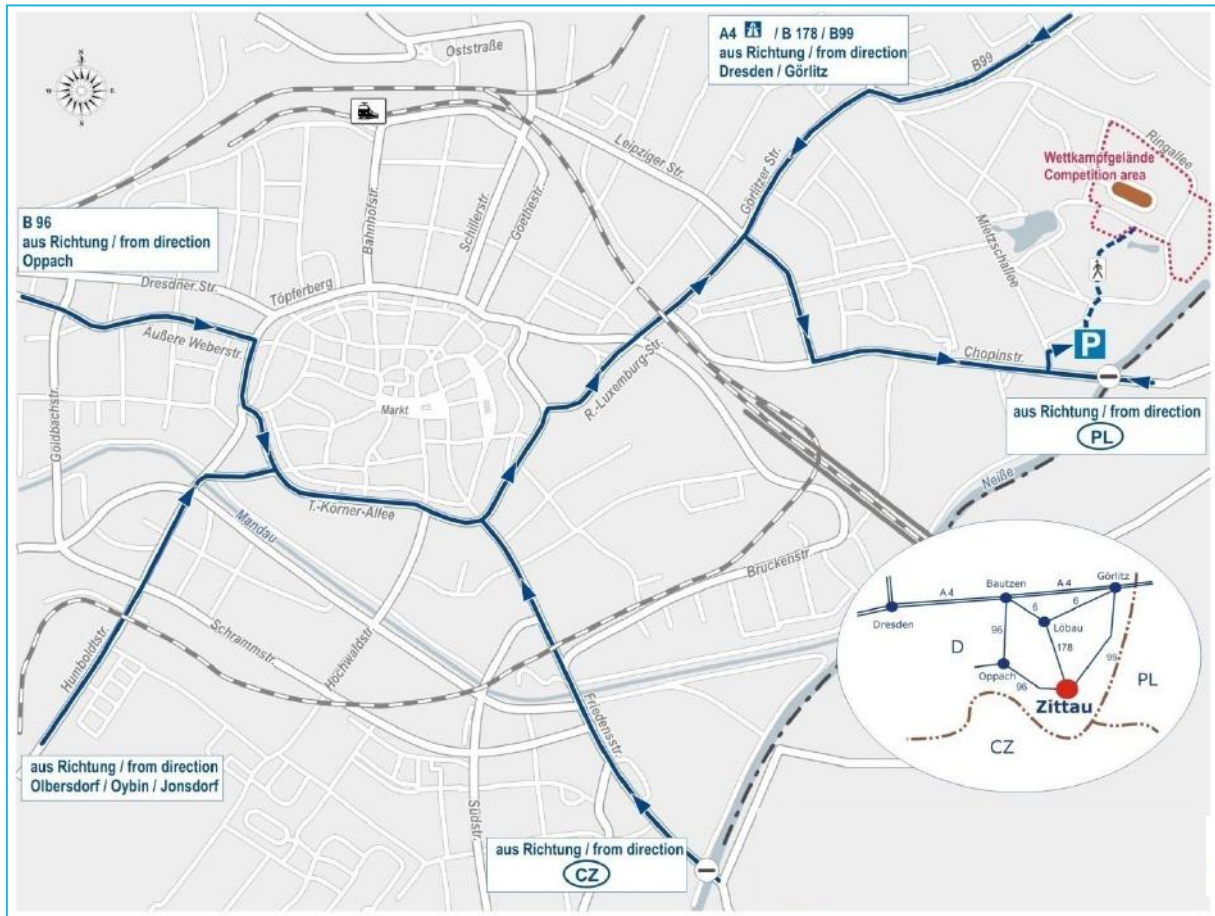 A4 / B 178 / B99
aus Richtung / from direction
Dresden / Görlitz
N
W
E
S
Oststraße
B99
Leipziger Str.
Görlitzer Str.
Ringallee
Wettkampfgelände
Competition area
Mietzschallee
B 96
aus Richtung / from direction
Oppach
Bahnhofstr.
Schillerstr.
Goethestr.
Dresdner Str.
Töpferberg
Äußere Weberstr.
P
Chopinstr.
R.-Luxemburg-Str.
Goldbachstr.
Markt
aus Richtung / from direction
PL
Neiße
T.-Körner-Allee
Mandau
Brückenstr.
Humboldtstr.
Schrammstr.
Hochwaldstr.
Friedensstr.
Südstr.
aus Richtung / from direction
Olbersdorf / Oybin / Jonsdorf
aus Richtung / from direction
CZ
Bautzen
A 4
Görlitz
Dresden
6
6
Löbau
96
178
99
D
Oppach
96
PL
Zittau
CZ